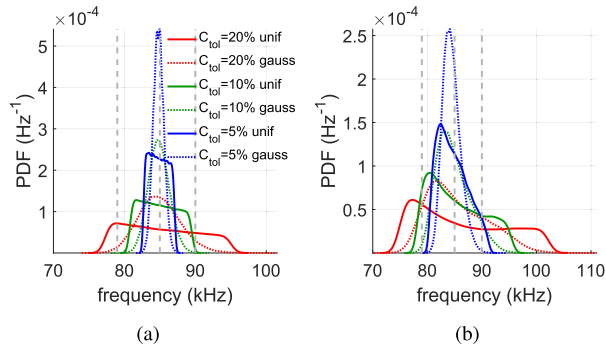 ×10⁻⁴
×10⁻⁴
C_tol=20% unif
C_tol=20% gauss
C_tol=10% unif
C_tol=10% gauss
C_tol=5% unif
C_tol=5% gauss
PDF (Hz⁻¹)
5
4
3
2
1
70 80 90 100
frequency (kHz)
(a)
PDF (Hz⁻¹)
2.5
2
1.5
1
0.5
0
70 80 90 100 110
frequency (kHz)
(b)